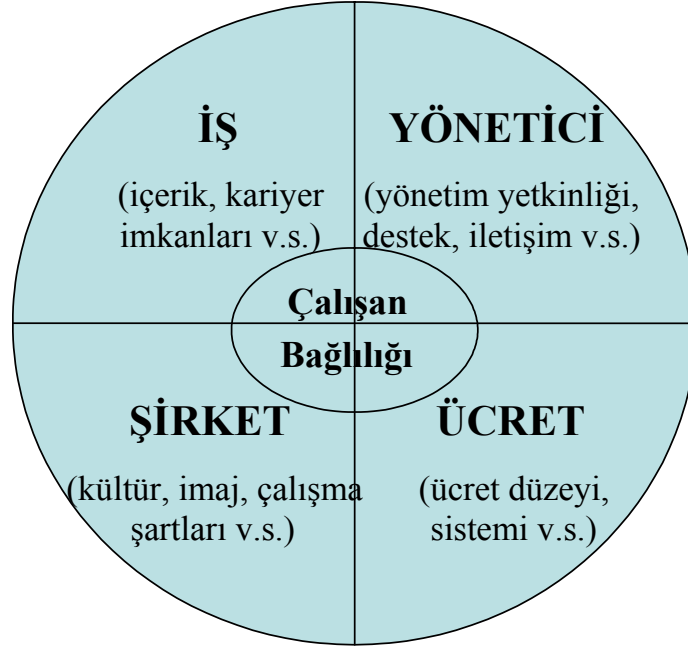 İŞ
(içerik, kariyer
imkanları v.s.)
YÖNETİCİ
(yönetim yetkinliği,
destek, iletişim v.s.)
Çalışan
Bağlılığı
ŞİRKET
(kültür, imaj, çalışma
şartları v.s.)
ÜCRET
(ücret düzeyi,
sistemi v.s.)